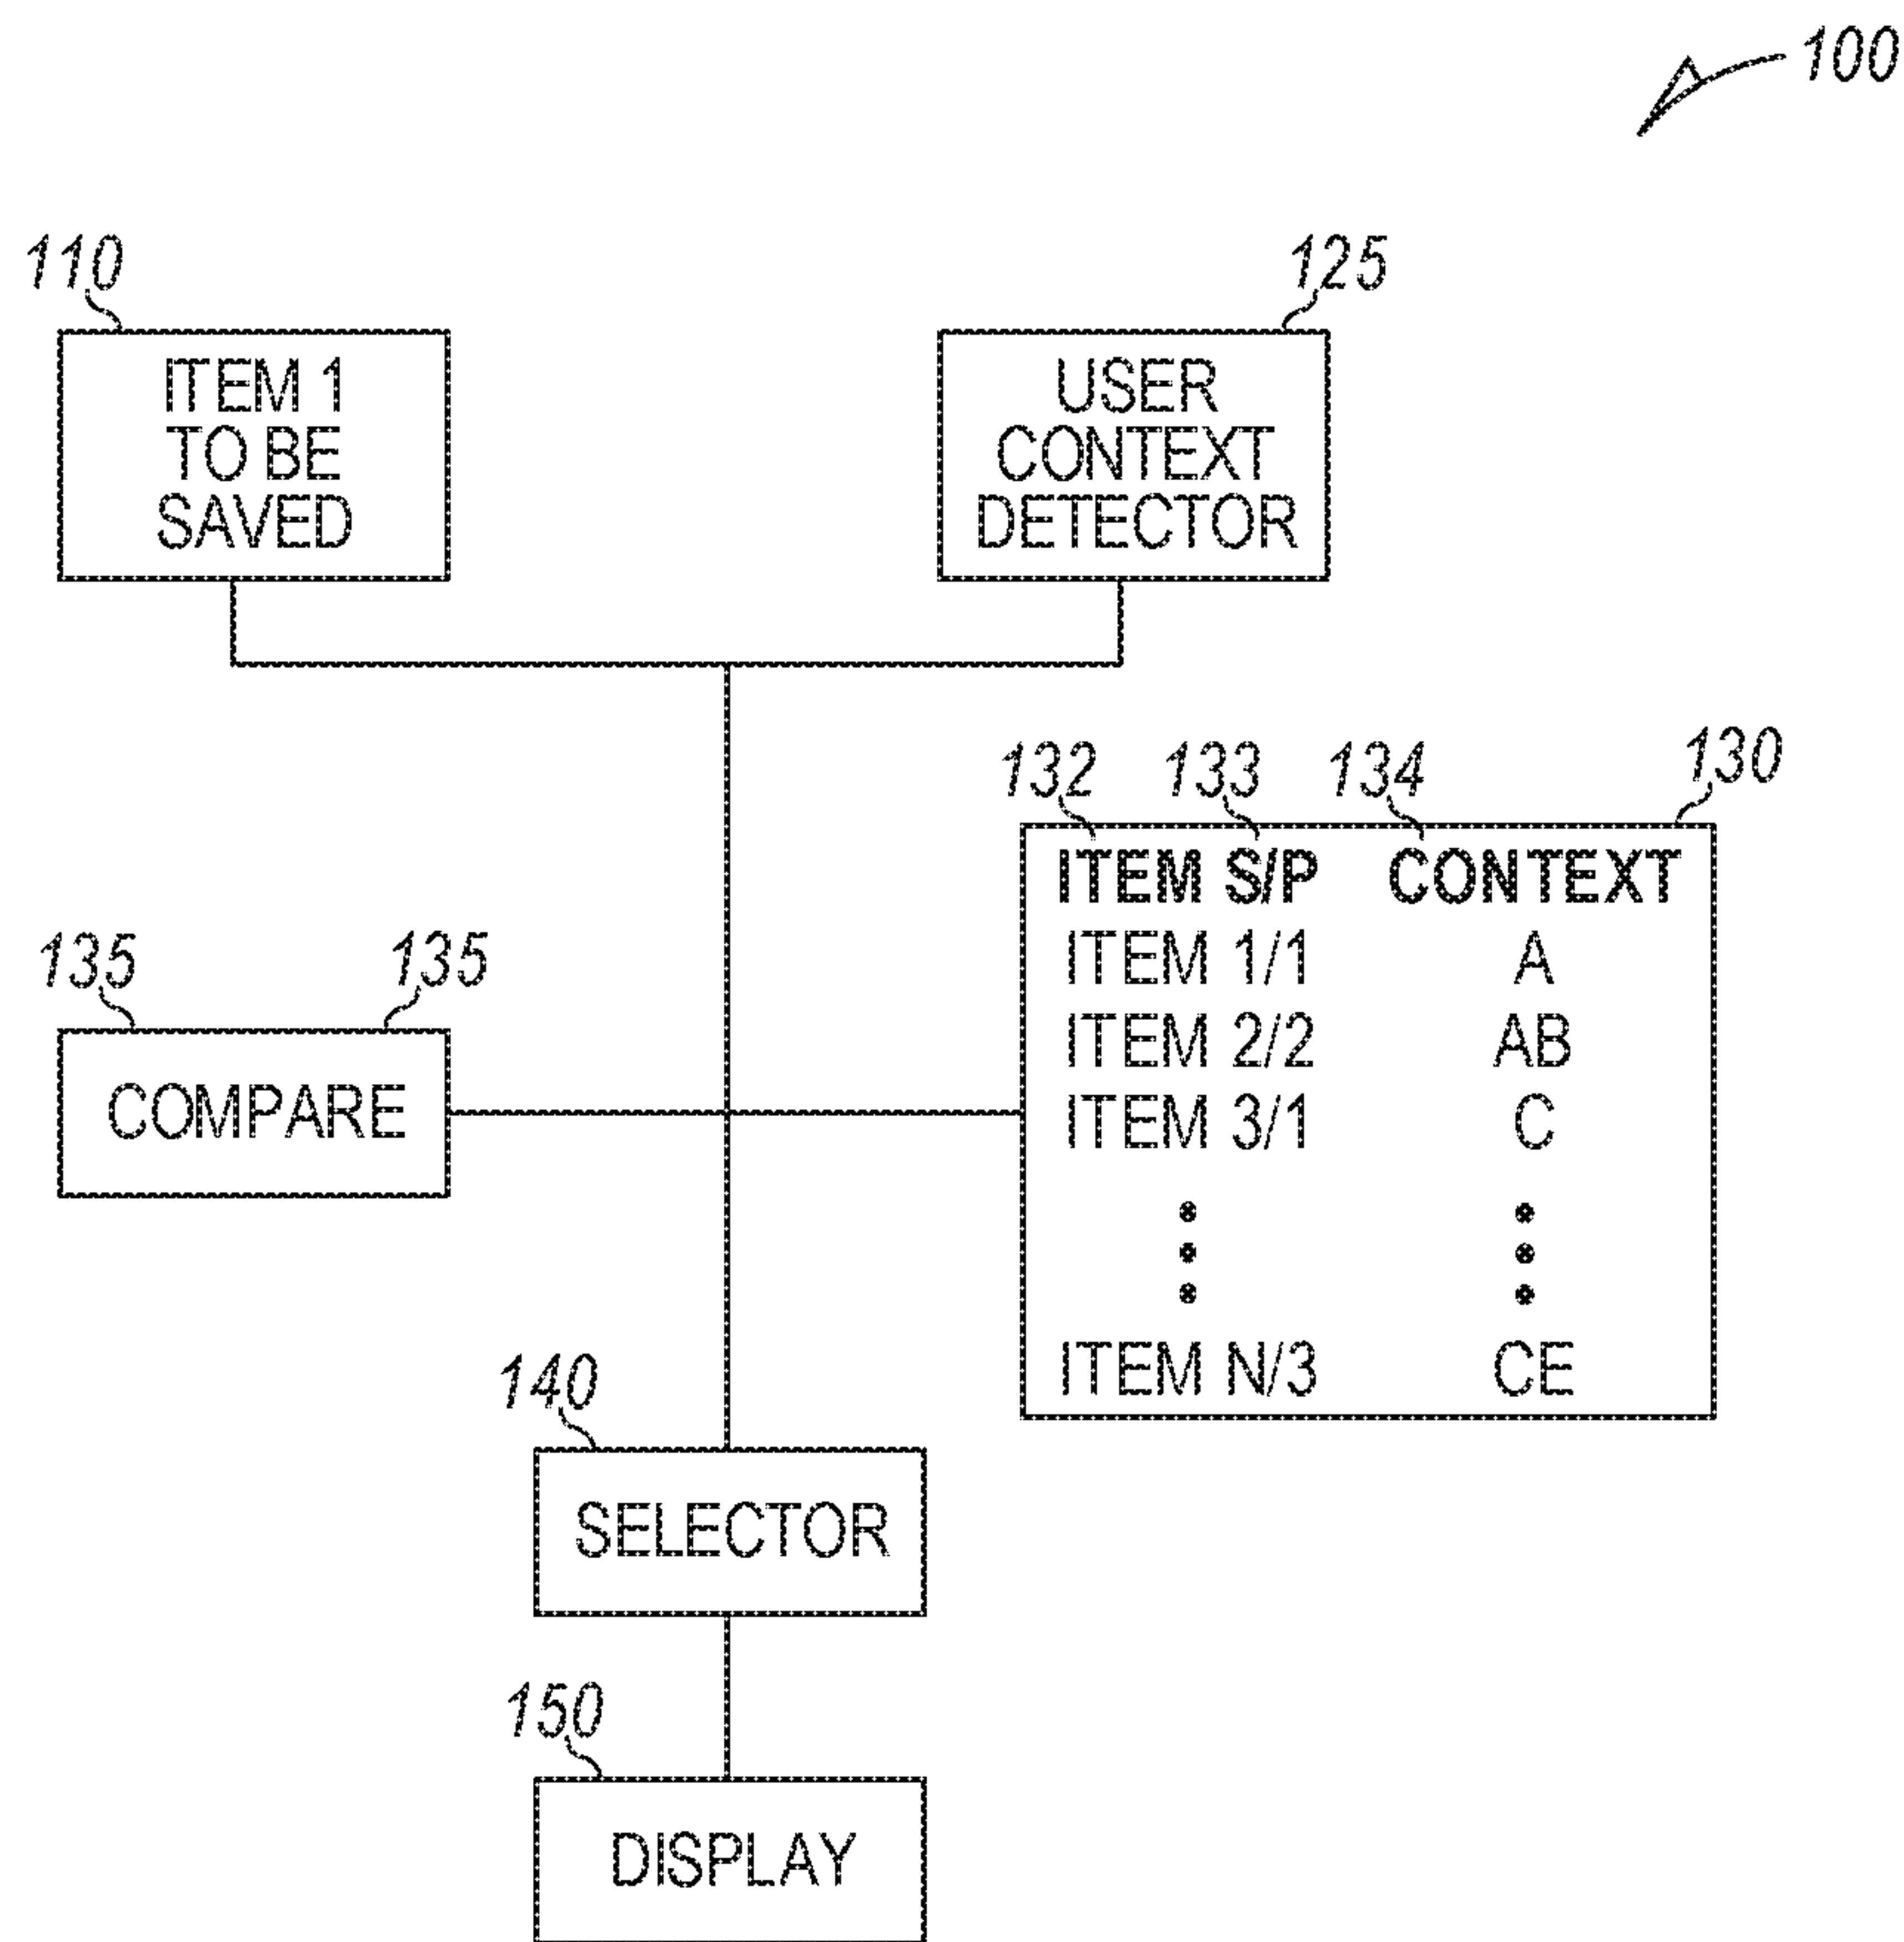 100
110
125
ITEM 1
TO BE
SAVED
USER
CONTEXT
DETECTOR
132 133 134 130
ITEM S/P CONTEXT
ITEM 1/1 A
ITEM 2/2 AB
ITEM 3/1 C
ITEM N/3 CE
135 135
COMPARE
140
SELECTOR
150
DISPLAY